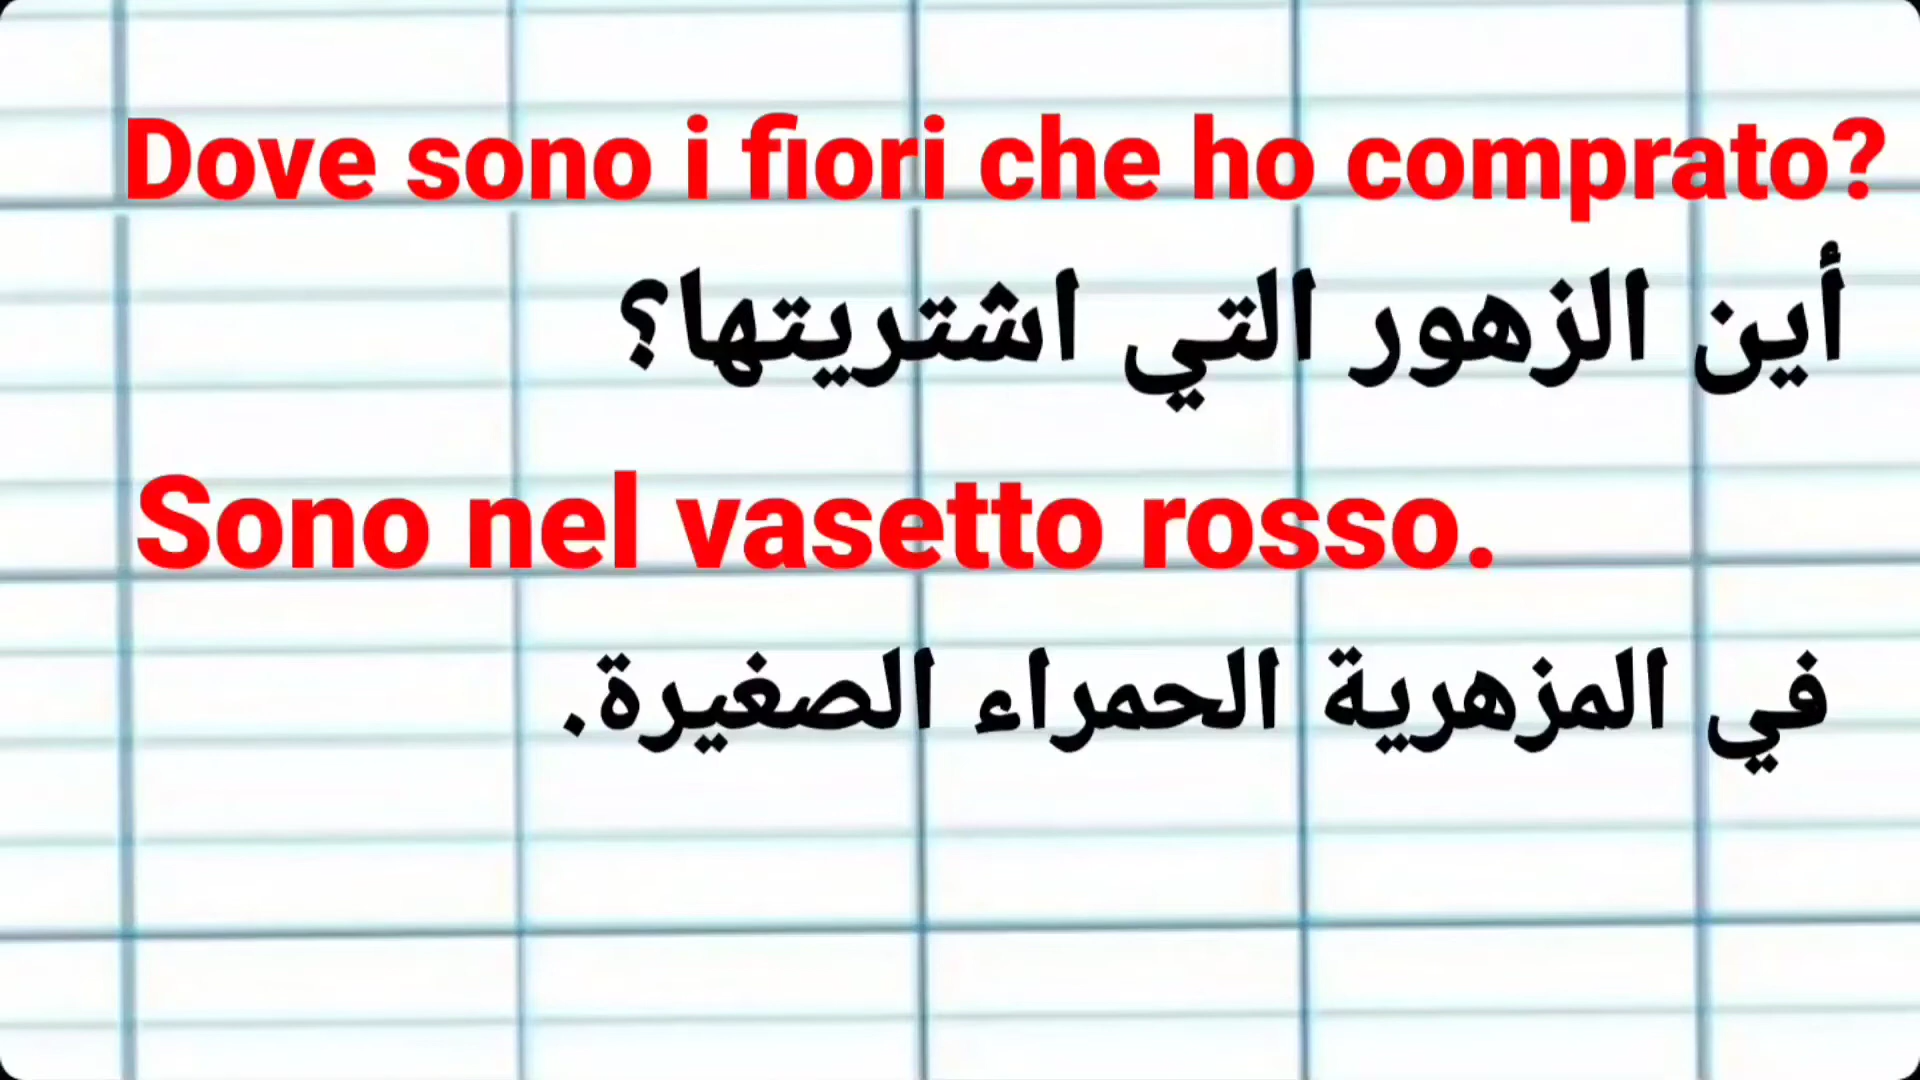 Dove sono i fiori che ho comprato?
أين الزهور التي اشتريتها؟
Sono nel vasetto rosso.
في المزهرية الحمراء الصغيرة.